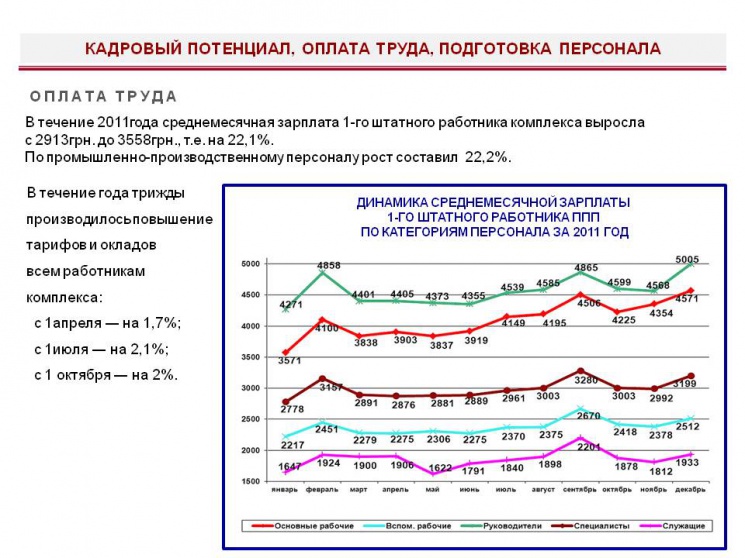 КАДРОВЫЙ ПОТЕНЦИАЛ, ОПЛАТА ТРУДА, ПОДГОТОВКА ПЕРСОНАЛА
ОПЛАТА ТРУДА
В течение 2011года среднемесячная зарплата 1-го штатного работника комплекса выросла
с 2913грн. до 3558грн., т.е. на 22,1%.
По промышленно-производственному персоналу рост составил 22,2%.
В течение года трижды
производилосьповышение
тарифов и окладов
всем работникам
комплекса:
с 1апреля — на 1,7%;
с 1июля — на 2,1%;
с 1 октября — на 2%.
ДИНАМИКА СРЕДНЕМЕСЯЧНОЙ ЗАРПЛАТЫ
1-ГО ШТАТНОГО РАБОТНИКА ППП
ПО КАТЕГОРИЯМ ПЕРСОНАЛА ЗА 2011 ГОД
5000
4500
4000
3500
3000
2500
2000
1500
4271 4858 4401 4405 4373 4355 4539 4585 4865 4599 4568 5005
3571 4100 3838 3903 3837 3919 4149 4195 4506 4225 4354 4571
2778 3157 2891 2876 2881 2889 2961 3003 3280 3003 2992 3199
2217 2451 2279 2275 2306 2275 2370 2375 2670 2418 2378 2512
1647 1924 1900 1906 1622 1791 1840 1898 2201 1878 1812 1933
январь февраль март апрель май июнь июль август сентябрь октябрь ноябрь декабрь
Основные рабочие Вспом. рабочие Руководители Специалисты Служащие